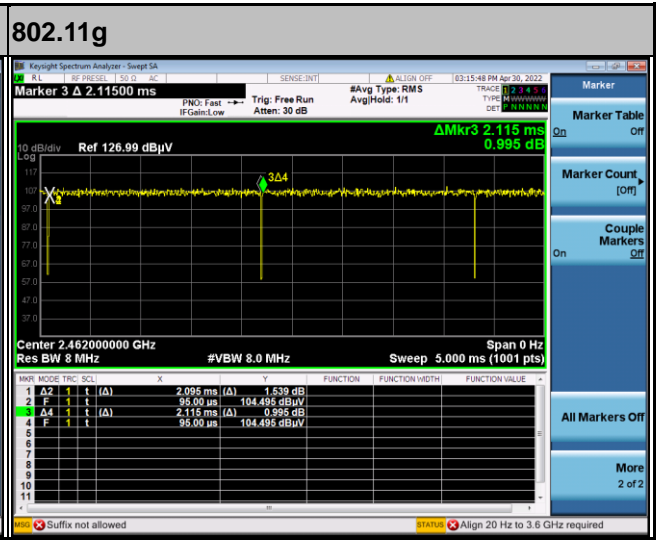 802.11g
Keysight Spectrum Analyzer - Swept SA
RL RF PRESEL 50 Ω AC SENSE:INT ALIGN OFF 03:15:48 PM Apr 30, 2022
Marker 3 Δ 2.11500 ms
PNO: Fast
IFGain:Low
Trig: Free Run
Atten: 30 dB
#Avg Type: RMS
Avg|Hold: 1/1
TRACE 1 2 3 4 5 6
TYPE M W W W W W
DET P N N N N N
ΔMkr3 2.115 ms
0.995 dB
10 dB/div Ref 126.99 dBµV
Log
117
107
97.0
87.0
77.0
67.0
57.0
47.0
37.0
3Δ4
Center 2.462000000 GHz Span 0 Hz
Res BW 8 MHz #VBW 8.0 MHz Sweep 5.000 ms (1001 pts)
MKR MODE TRC SCL X Y FUNCTION FUNCTION WIDTH FUNCTION VALUE
1 Δ2 1 t (Δ) 2.095 ms (Δ) 1.539 dB
2 F 1 t 95.00 µs 104.495 dBµV
3 Δ4 1 t (Δ) 2.115 ms (Δ) 0.995 dB
4 F 1 t 95.00 µs 104.495 dBµV
5
6
7
8
9
10
11
MSG Suffix not allowed STATUS Align 20 Hz to 3.6 GHz required
Marker
Marker Table
On Off
Marker Count
[Off]
Couple
Markers
On Off
All Markers Off
More
2 of 2